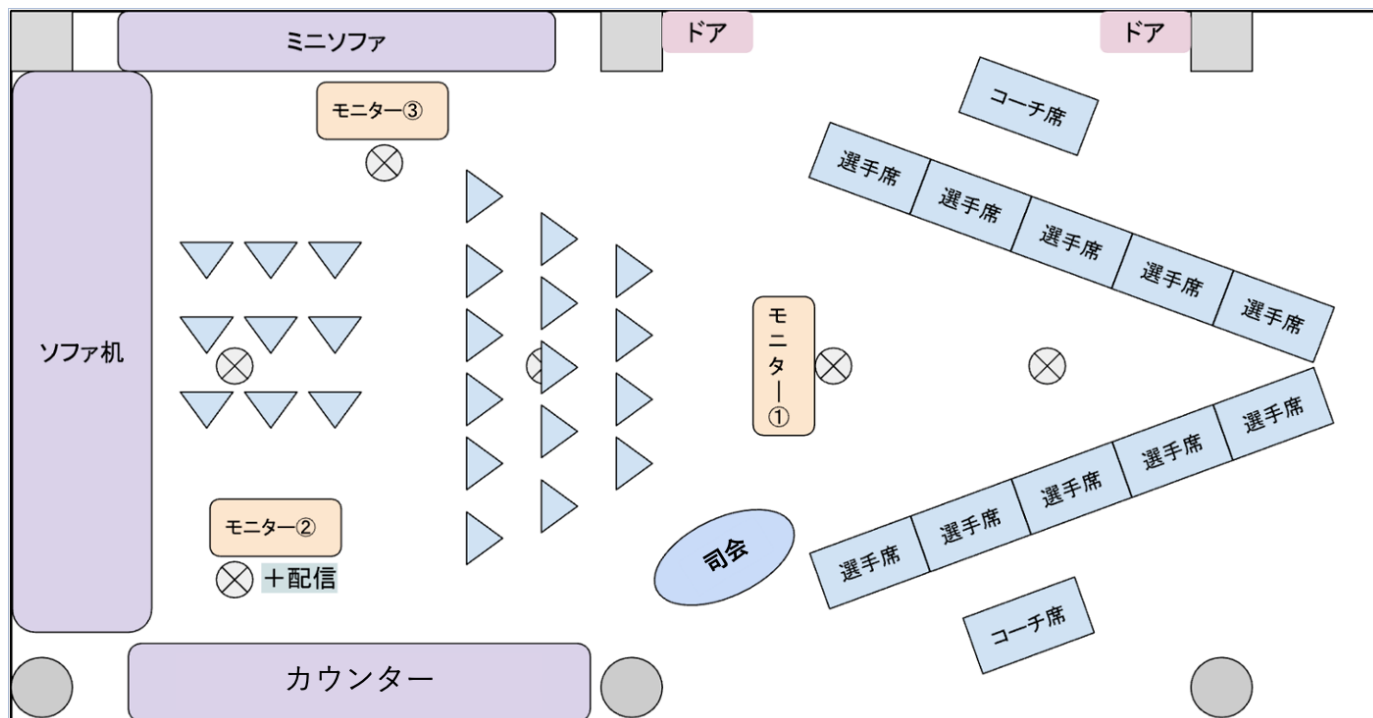 ミニソファ
ドア
ドア
モニター③
コーチ席
選手席
選手席
選手席
選手席
選手席
ソファ机
モニター①
選手席
選手席
選手席
選手席
選手席
モニター②
＋配信
司会
コーチ席
カウンター